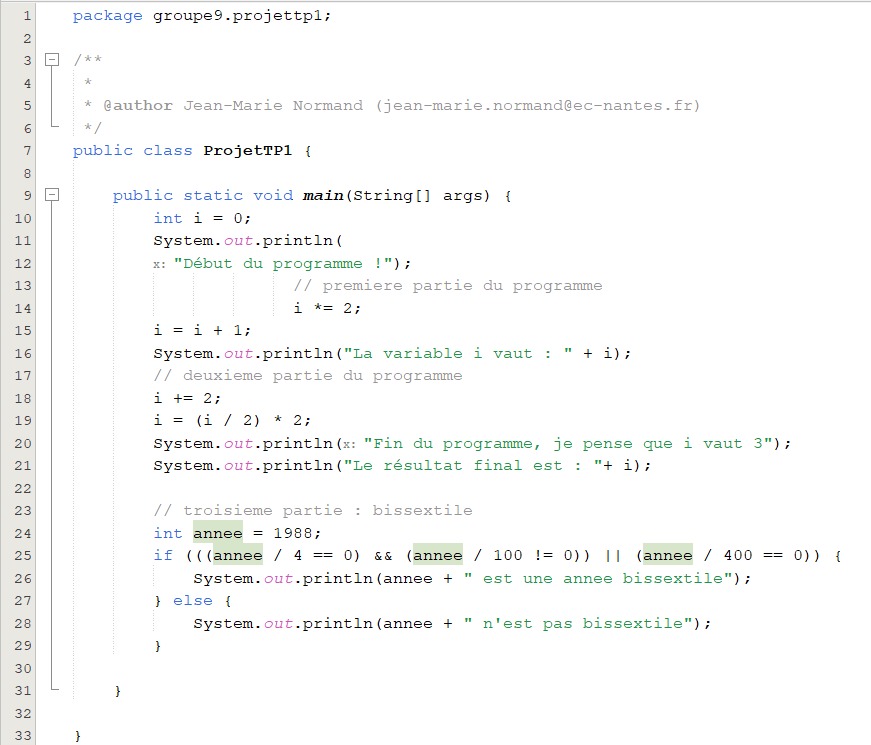 1 package groupe9.projettp1;
2
3 /**
4  *
5  * @author Jean-Marie Normand (jean-marie.normand@ec-nantes.fr)
6  */
7 public class ProjetTP1 {
8
9     public static void main(String[] args) {
10         int i = 0;
11         System.out.println(
12         x: "Début du programme !");
13                       // premiere partie du programme
14                       i *= 2;
15         i = i + 1;
16         System.out.println("La variable i vaut : " + i);
17         // deuxieme partie du programme
18         i += 2;
19         i = (i / 2) * 2;
20         System.out.println(x: "Fin du programme, je pense que i vaut 3");
21         System.out.println("Le résultat final est : "+ i);
22
23         // troisieme partie : bissextile
24         int annee = 1988;
25         if (((annee / 4 == 0) && (annee / 100 != 0)) || (annee / 400 == 0)) {
26             System.out.println(annee + " est une annee bissextile");
27         } else {
28             System.out.println(annee + " n'est pas bissextile");
29         }
30
31     }
32
33 }